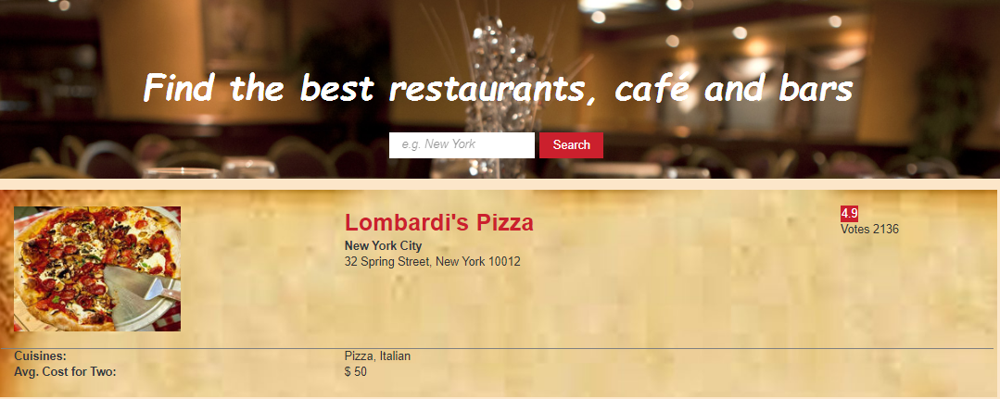 Find the best restaurants, café and bars
e.g. New York
Search
Lombardi's Pizza
4.9
New York City
Votes 2136
32 Spring Street, New York 10012
Cuisines: Pizza, Italian
Avg. Cost for Two: $ 50